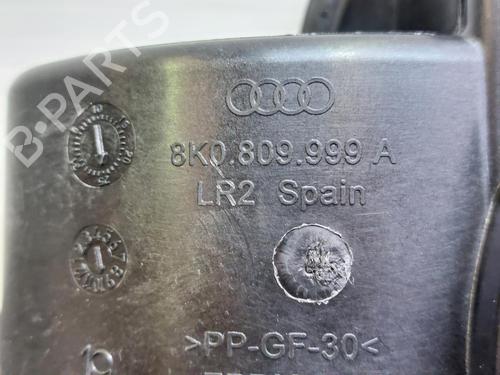 B-PARTS
8K0.809.999 A
LR2 Spain
>PP-GF-30<